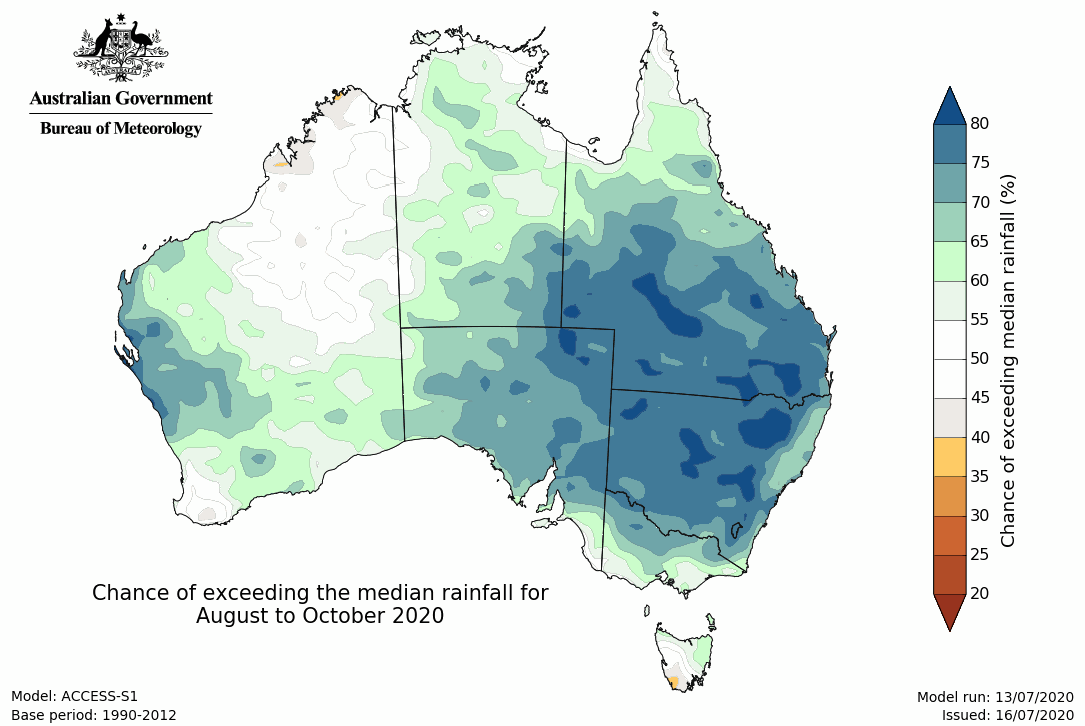 Australian Government
Bureau of Meteorology
80
75
70
65
60
55
50
45
40
35
30
25
20
Chance of exceeding median rainfall (%)
Chance of exceeding the median rainfall for
August to October 2020
Model: ACCESS-S1
Base period: 1990-2012
Model run: 13/07/2020
Issued: 16/07/2020